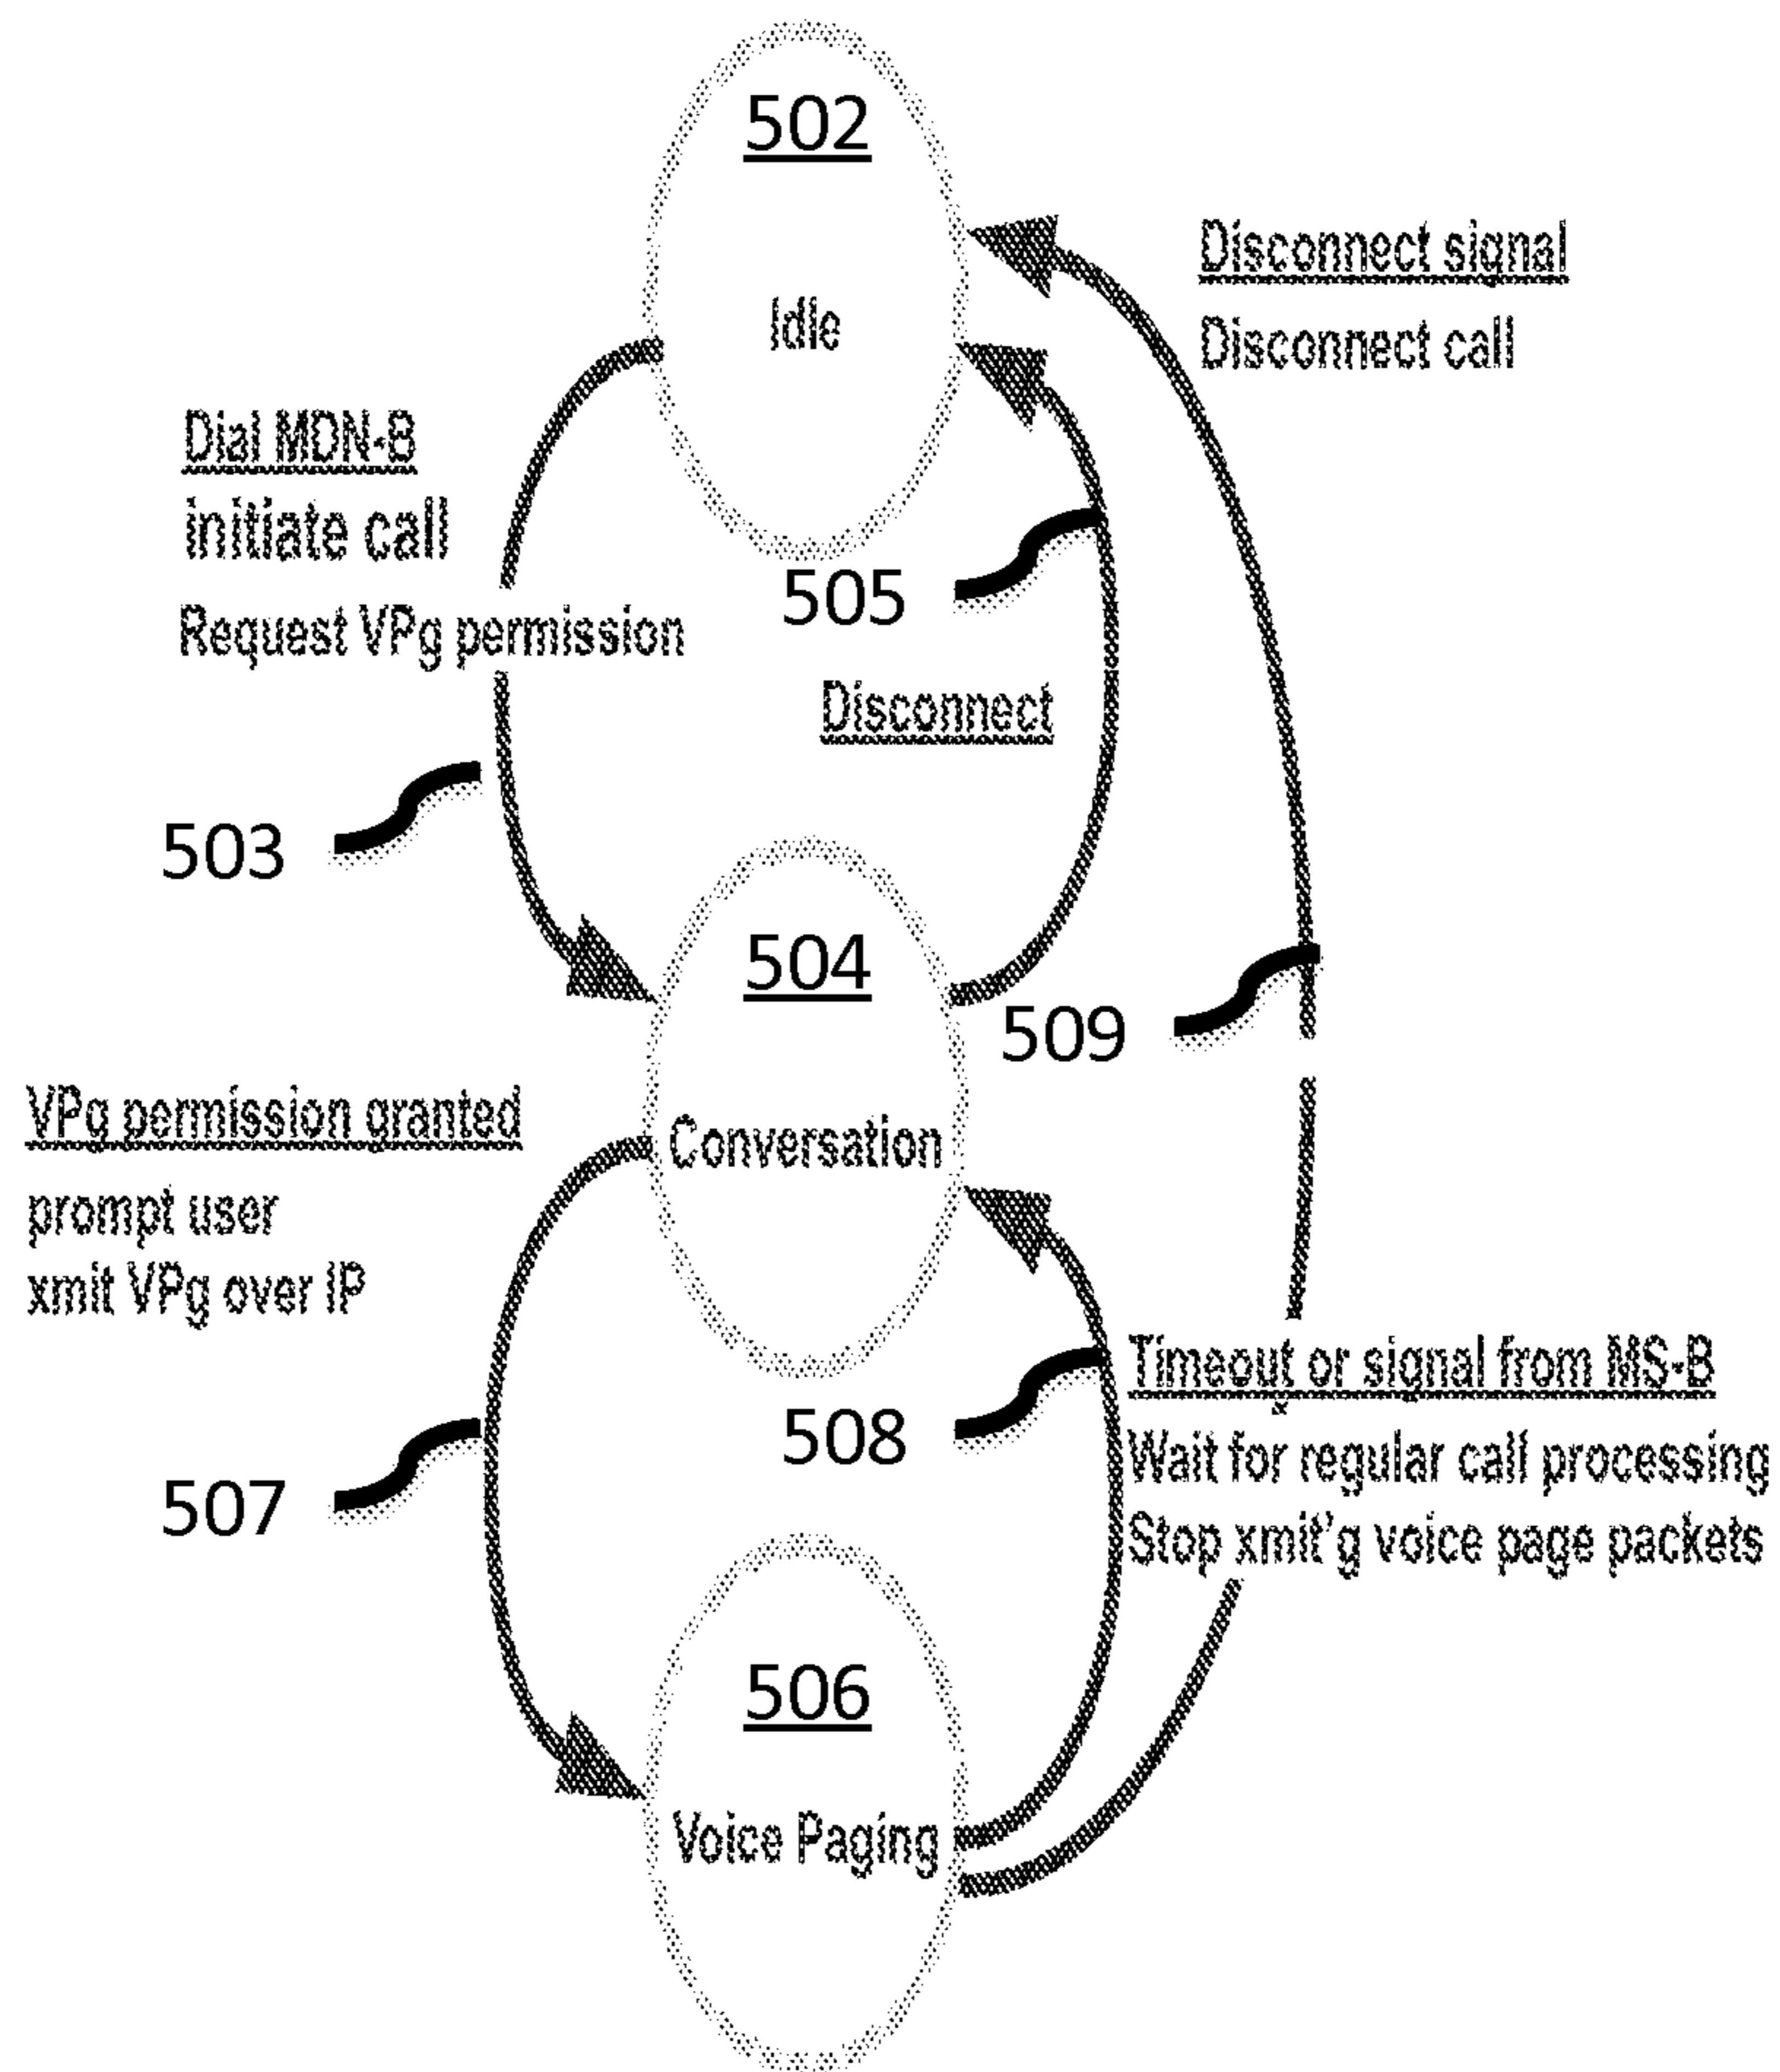 502
Idle
Disconnect signal
Disconnect call
Dial MDN-B
initiate call
Request VPg permission
505
Disconnect
503
504
Conversation
509
VPg permission granted
prompt user
xmit VPg over IP
507
508
Timeout or signal from MS-B
Wait for regular call processing
Stop xmit'g voice page packets
506
Voice Paging